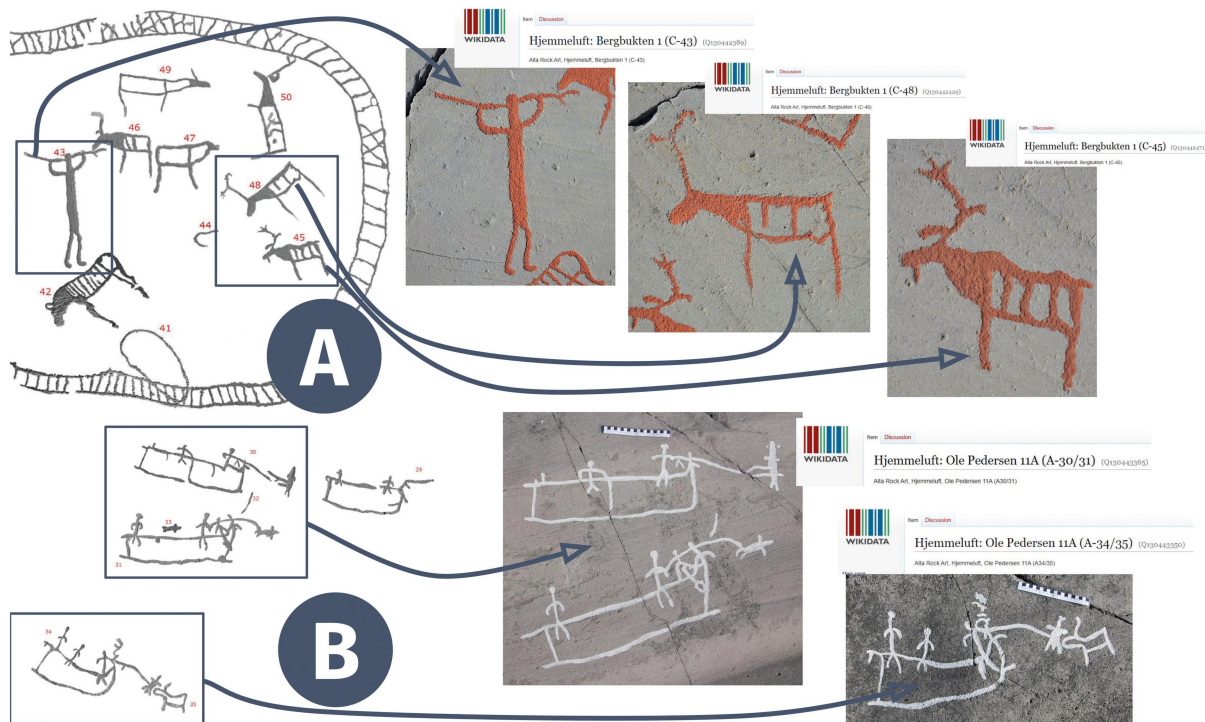 WIKIDATA
Item Discussion
Hjemmeluft: Bergbukten 1 (C-43) (Q130442389)
Alta Rock Art, Hjemmeluft, Bergbukten 1 (C-43)
WIKIDATA
Item Discussion
Hjemmeluft: Bergbukten 1 (C-48) (Q130442429)
Alta Rock Art, Hjemmeluft, Bergbukten 1 (C-48)
WIKIDATA
Item Discussion
Hjemmeluft: Bergbukten 1 (C-45)
Alta Rock Art, Hjemmeluft, Bergbukten 1 (C-45)
49
50
46
47
43
48
44
45
42
41
A
30
29
32
33
31
WIKIDATA
Item Discussion
Hjemmeluft: Ole Pedersen 11A (A-30/31) (Q130443365)
Alta Rock Art, Hjemmeluft, Ole Pedersen 11A (A30/31)
WIKIDATA
Item Discussion
Hjemmeluft: Ole Pedersen 11A (A-34/35) (Q130443350)
Alta Rock Art, Hjemmeluft, Ole Pedersen 11A (A34/35)
34
B
35